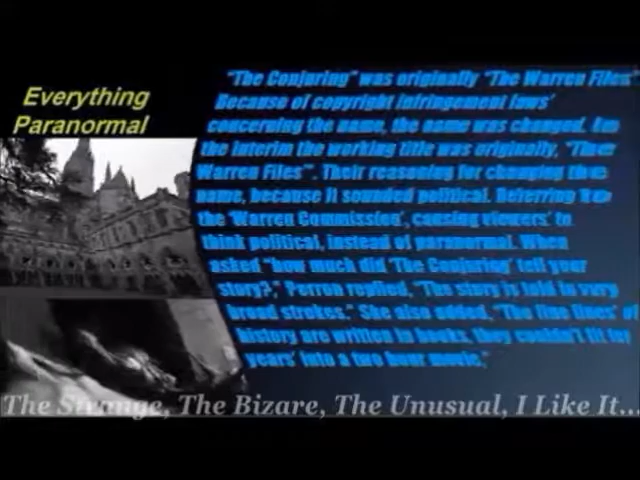 Everything
Paranormal
"The Conjuring" was originally "The Warren Files"
Because of copyright infringement laws'
concerning the name, the name was changed. In
the interim the working title was originally, "The
Warren Files'". Their reasoning for changing the
name, because it sounded political. Referring to
the 'Warren Commission', causing viewers' to
think political, instead of paranormal. When
asked "how much did 'The Conjuring' tell your
story?," Perron replied, "The story is told in very
broad strokes." She also added, "The fine lines' of
history are written in books, they couldn't fit
years' into a two hour movie,"
The Strange, The Bizare, The Unusual, I Like It...